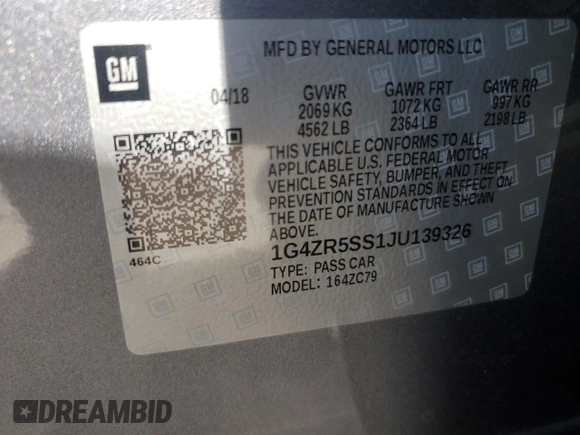 GM
MFD BY GENERAL MOTORS LLC
04/18 GVWR GAWR FRT GAWR RR
2069 KG 1072 KG 997 KG
4562 LB 2364 LB 2198 LB
THIS VEHICLE CONFORMS TO ALL
APPLICABLE U.S. FEDERAL MOTOR
VEHICLE SAFETY, BUMPER, AND THEFT
PREVENTION STANDARDS IN EFFECT ON
THE DATE OF MANUFACTURE SHOWN
ABOVE.
464C
1G4ZR5SS1JU139326
TYPE: PASS CAR
MODEL: 164ZC79
DREAMBID